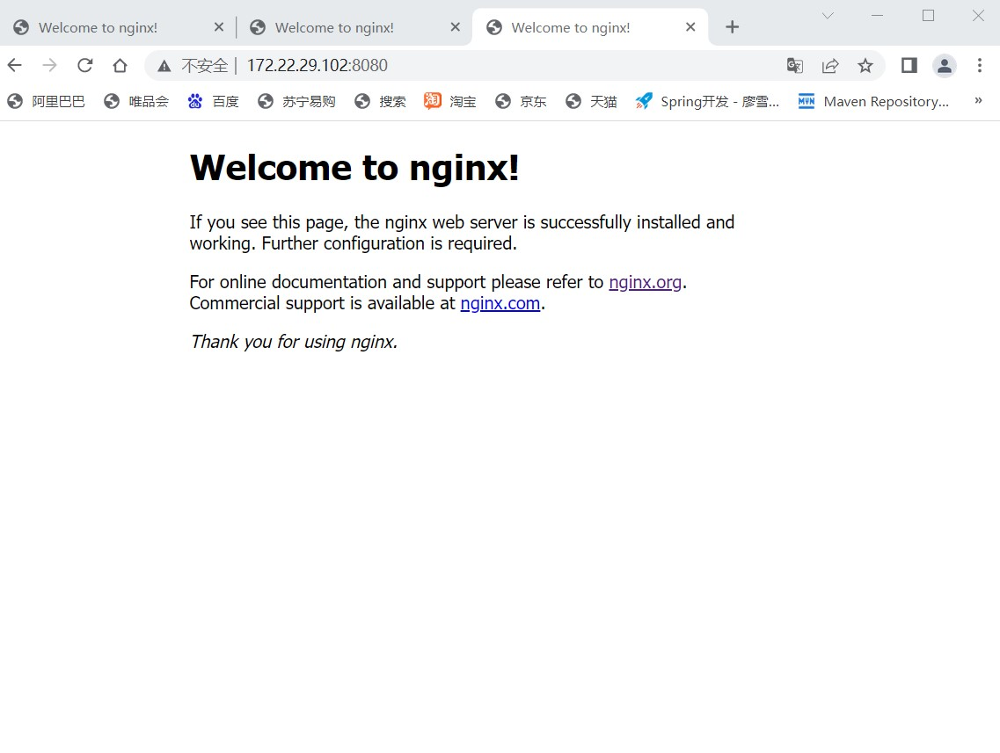 Welcome to nginx!
Welcome to nginx!
Welcome to nginx!
不安全 | 172.22.29.102:8080
阿里巴巴 唯品会 百度 苏宁易购 搜索 淘宝 京东 天猫 Spring开发 - 廖雪... Maven Repository... »
Welcome to nginx!
If you see this page, the nginx web server is successfully installed and
working. Further configuration is required.
For online documentation and support please refer to nginx.org.
Commercial support is available at nginx.com.
Thank you for using nginx.